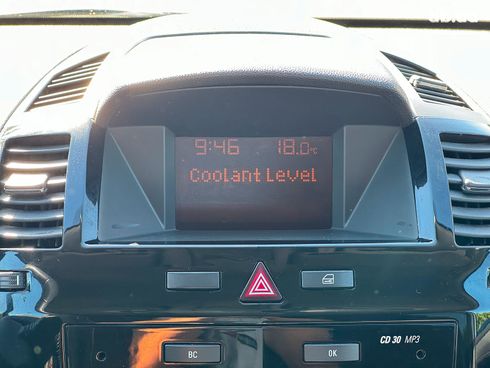 9:46 18.0°C
Coolant Level
CD 30 MP3
BC OK